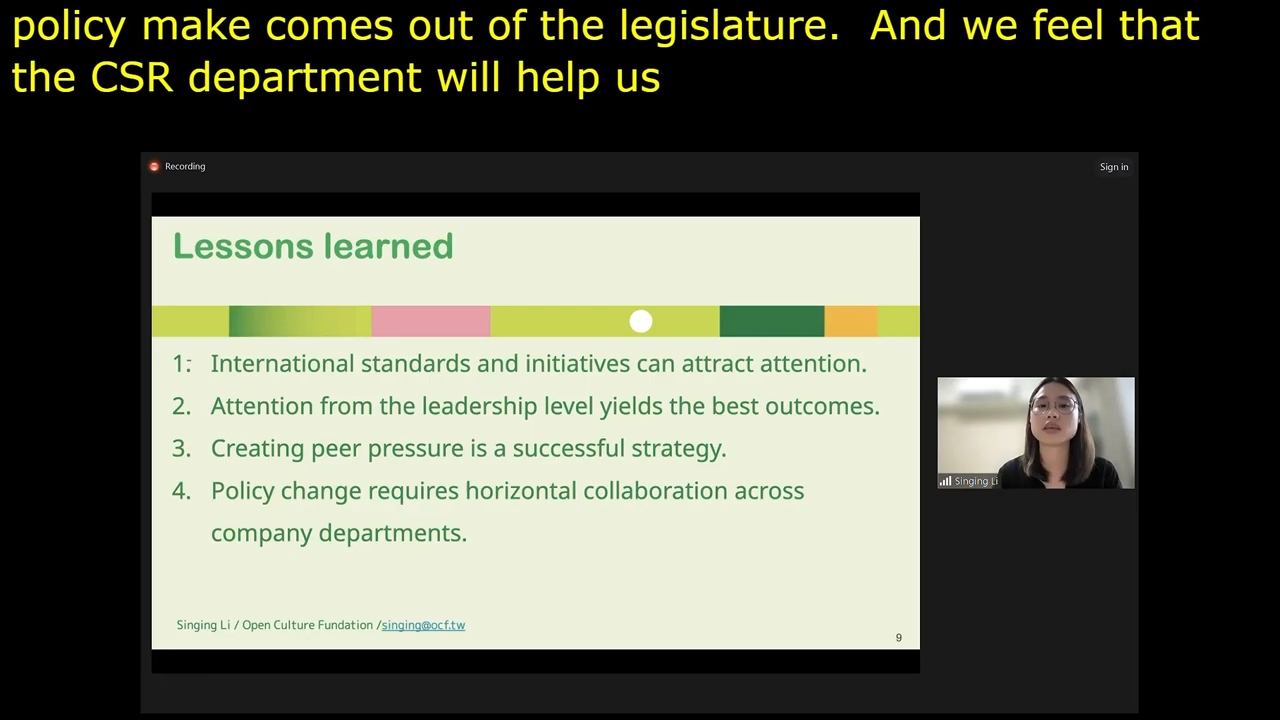 policy make comes out of the legislature.  And we feel that
the CSR department will help us
Recording
Sign in
Lessons learned
1. International standards and initiatives can attract attention.
2. Attention from the leadership level yields the best outcomes.
3. Creating peer pressure is a successful strategy.
4. Policy change requires horizontal collaboration across
company departments.
Singing Li
Singing Li / Open Culture Fundation /singing@ocf.tw
9